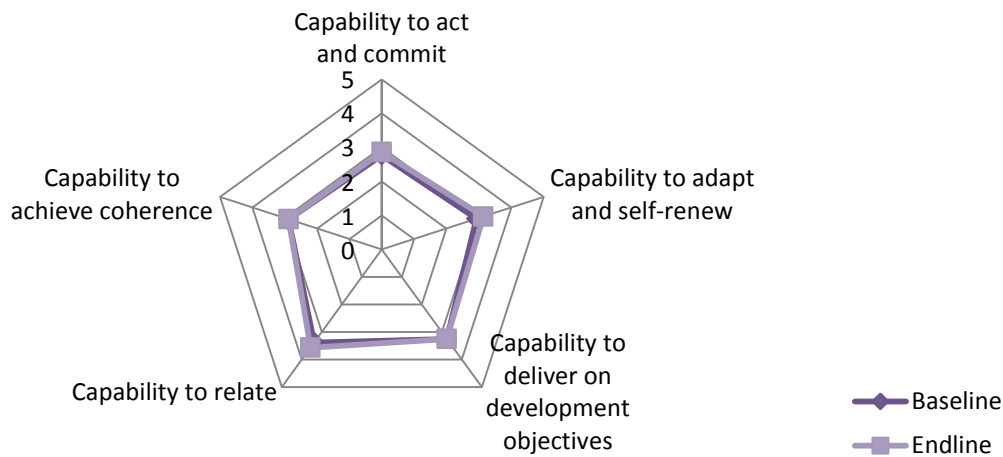 Capability to act
and commit
5
4
3
2
1
0
Capability to adapt
and self-renew
Capability to
deliver on
development
objectives
Capability to relate
Capability to
achieve coherence
Baseline
Endline